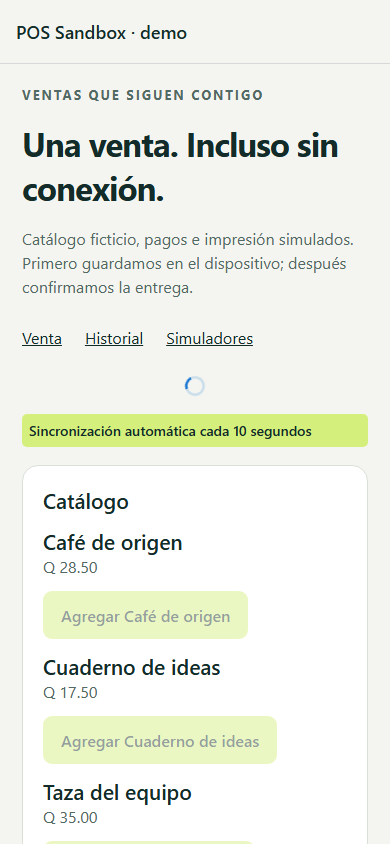 POS Sandbox · demo
VENTAS QUE SIGUEN CONTIGO
Una venta. Incluso sin
conexión.
Catálogo ficticio, pagos e impresión simulados.
Primero guardamos en el dispositivo; después
confirmamos la entrega.
Venta Historial Simuladores
Sincronización automática cada 10 segundos
Catálogo
Café de origen
Q 28.50
Agregar Café de origen
Cuaderno de ideas
Q 17.50
Agregar Cuaderno de ideas
Taza del equipo
Q 35.00